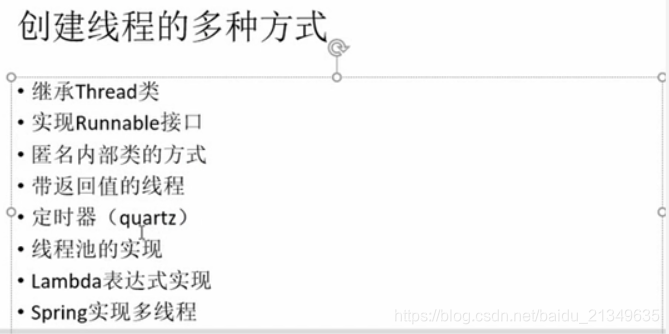 创建线程的多种方式
• 继承Thread类
• 实现Runnable接口
• 匿名内部类的方式
• 带返回值的线程
• 定时器（quartz）
• 线程池的实现
• Lambda表达式实现
• Spring实现多线程
https://blog.csdn.net/baidu_21349635